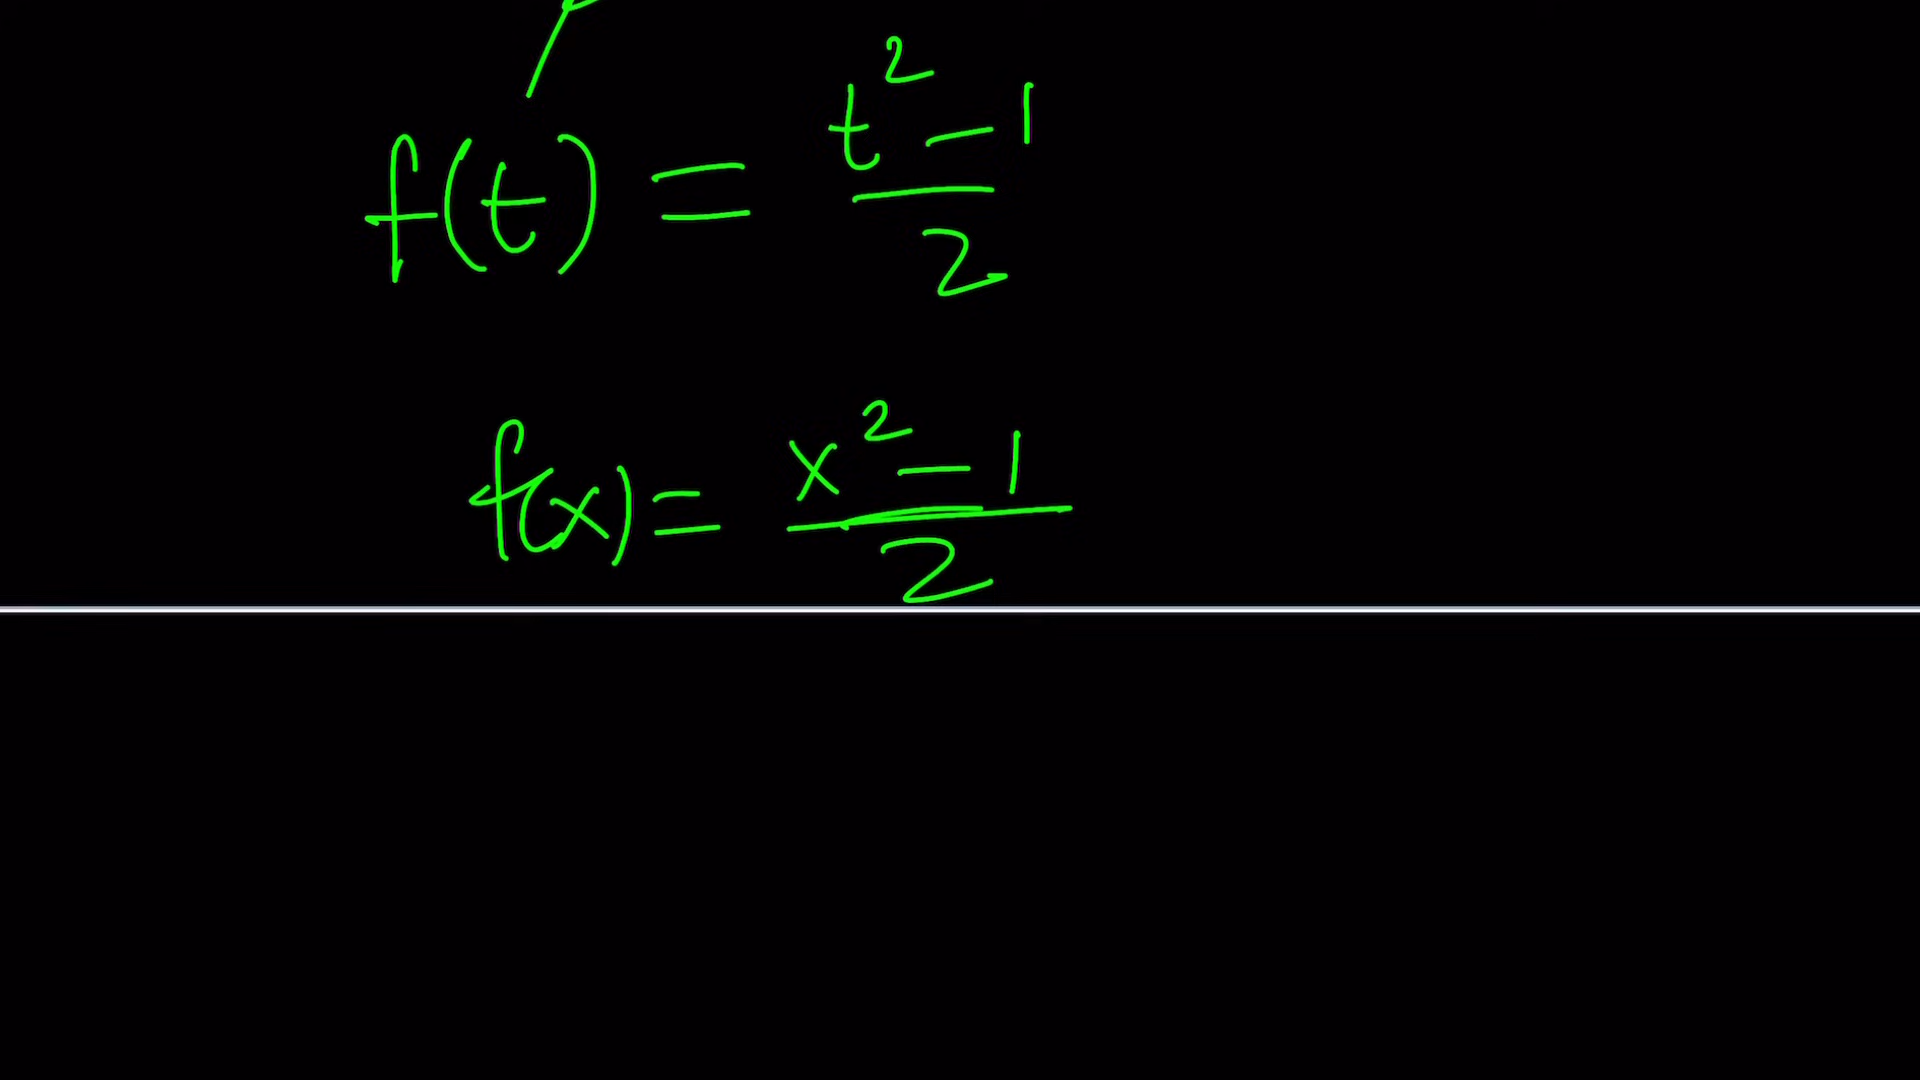 f(t) = t² - 1 / 2
f(x) = x² - 1 / 2